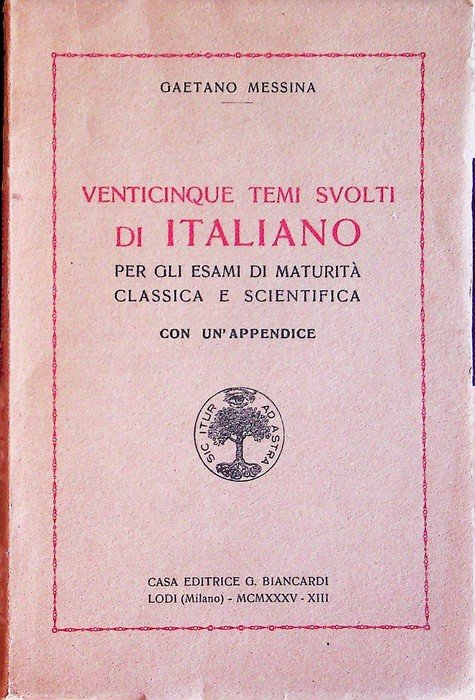 GAETANO MESSINA
VENTICINQUE TEMI SVOLTI
DI ITALIANO
PER GLI ESAMI DI MATURITÀ
CLASSICA E SCIENTIFICA
CON UN'APPENDICE
SIC ITUR AD ASTRA
CASA EDITRICE G. BIANCARDI
LODI (Milano) - MCMXXXV - XIII